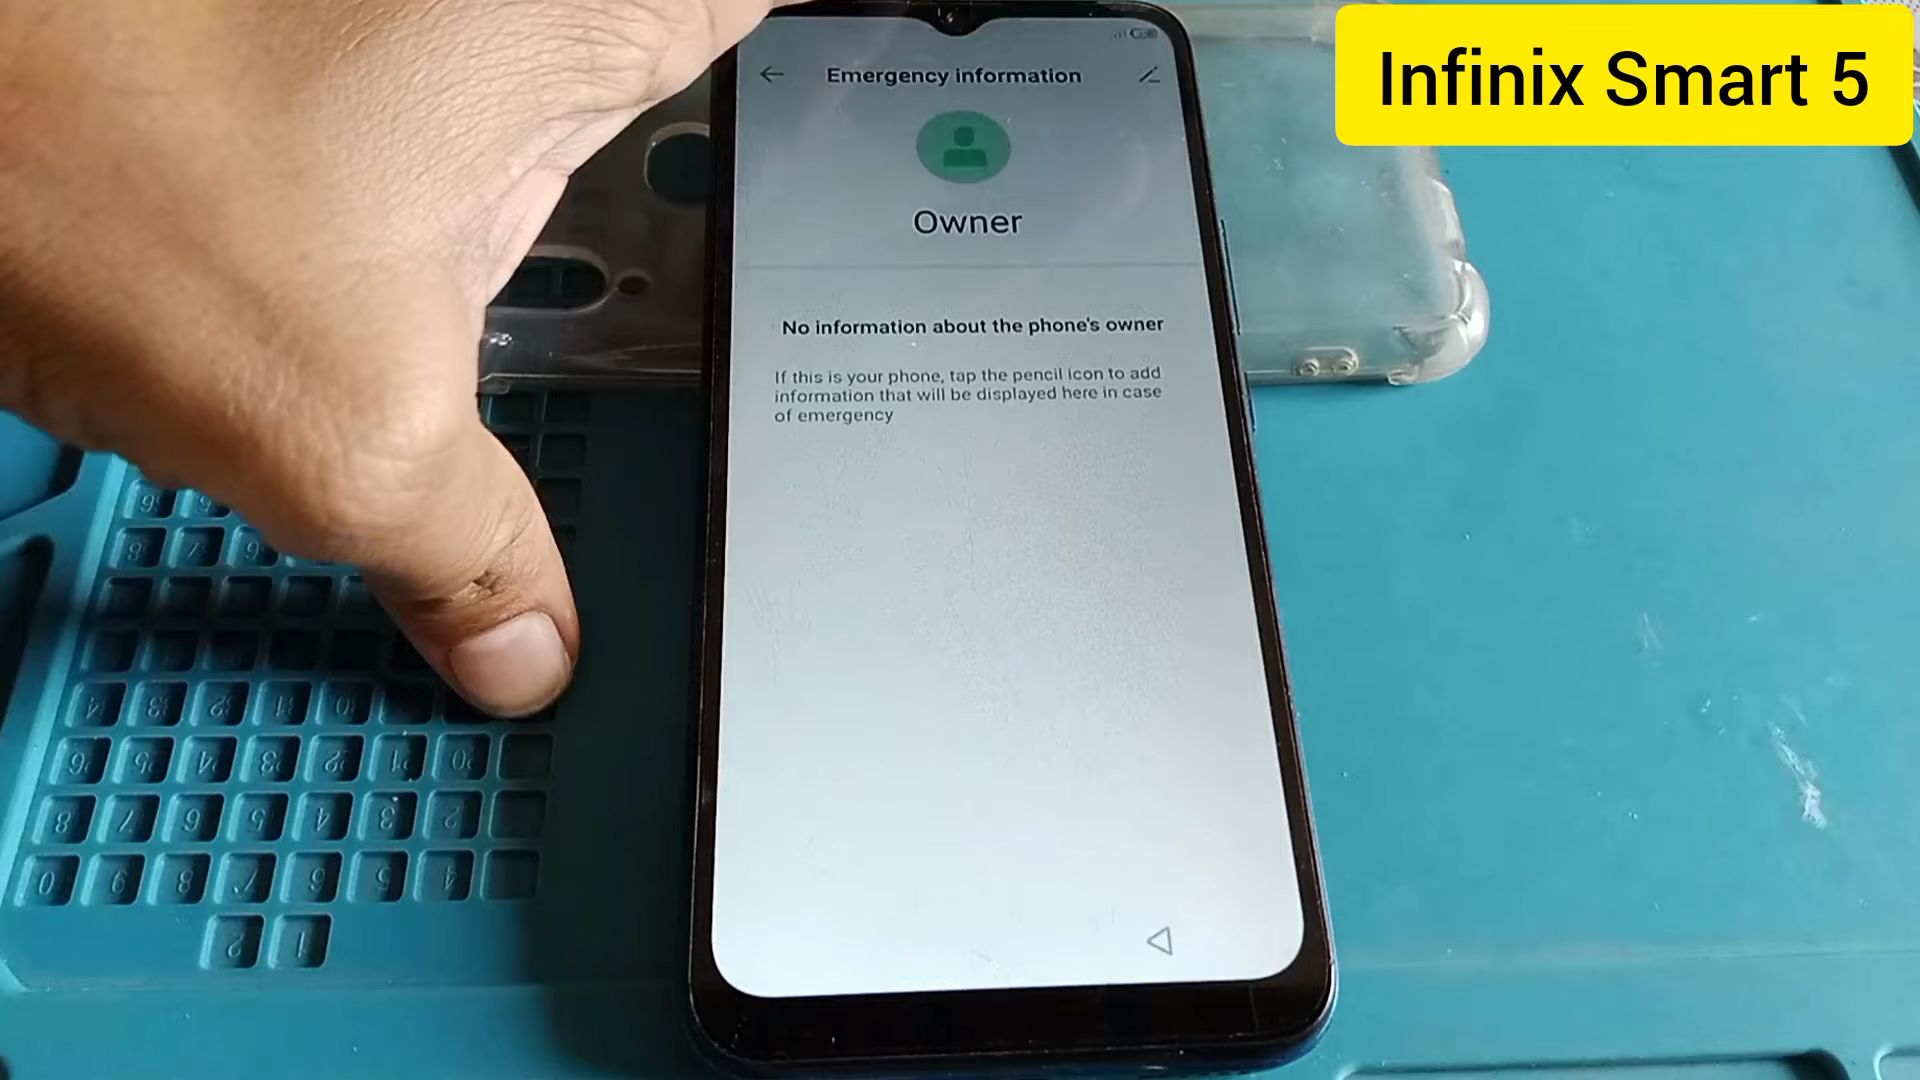 Infinix Smart 5
Emergency information
Owner
No information about the phone's owner
If this is your phone, tap the pencil icon to add
information that will be displayed here in case
of emergency